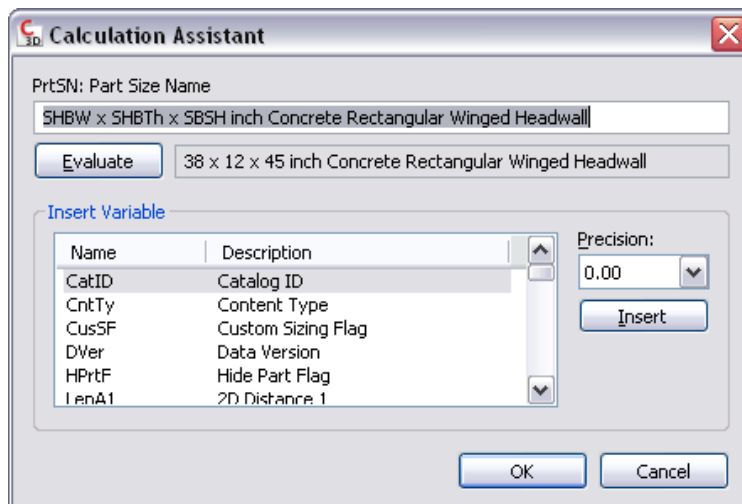 C 3D Calculation Assistant
PrtSN: Part Size Name
SHBW x SHBTh x SBSH inch Concrete Rectangular Winged Headwall
Evaluate 38 x 12 x 45 inch Concrete Rectangular Winged Headwall
Insert Variable
Name Description
CatID Catalog ID
CntTy Content Type
CusSF Custom Sizing Flag
DVer Data Version
HPrtF Hide Part Flag
LenA1 2D Distance 1
Precision:
0.00
Insert
OK Cancel